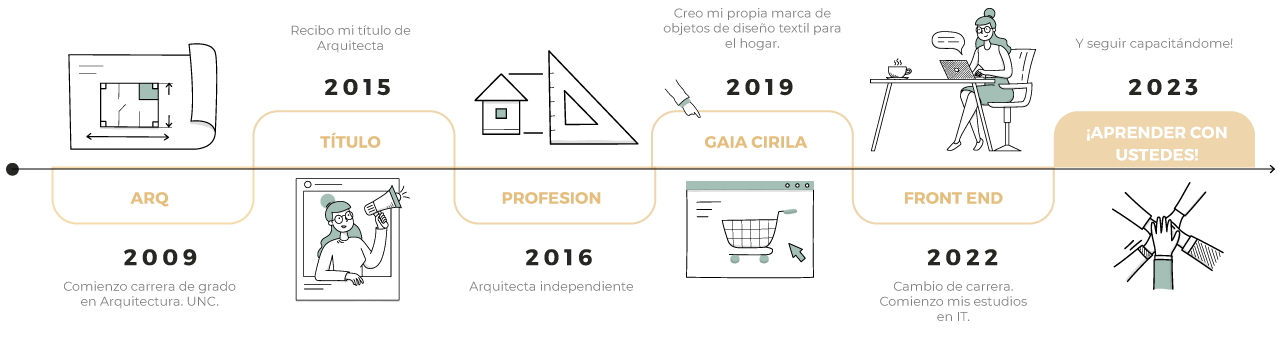 ARQ
2009
Comienzo carrera de grado
en Arquitectura. UNC.
Recibo mi título de
Arquitecta
2015
TÍTULO
PROFESION
2016
Arquitecta independiente
Creo mi propia marca de
objetos de diseño textil para
el hogar.
2019
GAIA CIRILA
FRONT END
2022
Cambio de carrera.
Comienzo mis estudios
en IT.
Y seguir capacitándome!
2023
¡APRENDER CON
USTEDES!